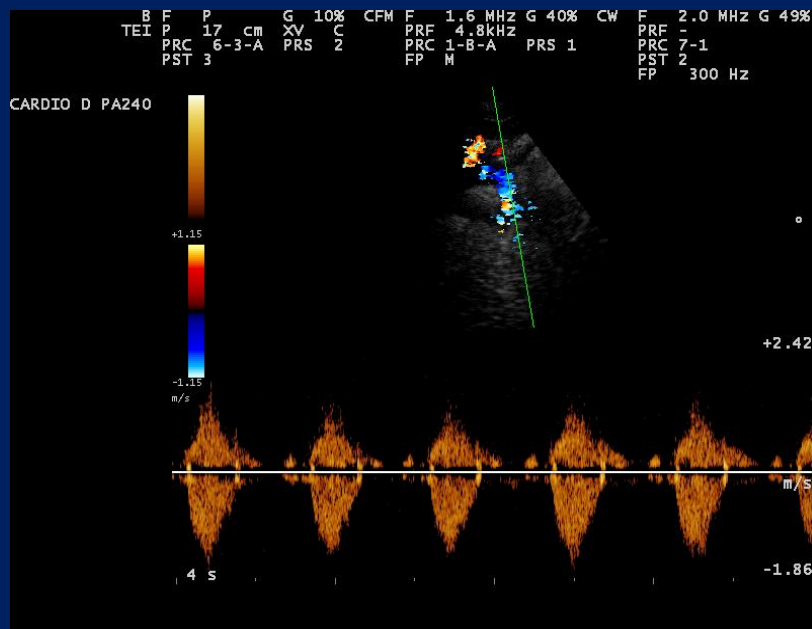 B F P G 10% CFM F 1.6 MHz G 40% CW F 2.0 MHz G 49%
TEI P 17 cm XV C PRF 4.8kHz PRF -
PRC 6-3-A PRS 2 PRC 1-B-A PRS 1 PRC 7-1
PST 3 FP M PST 2
FP 300 Hz
CARDIO D PA240
+1.15
+2.42
-1.15
m/s
m/s
4 s
-1.86